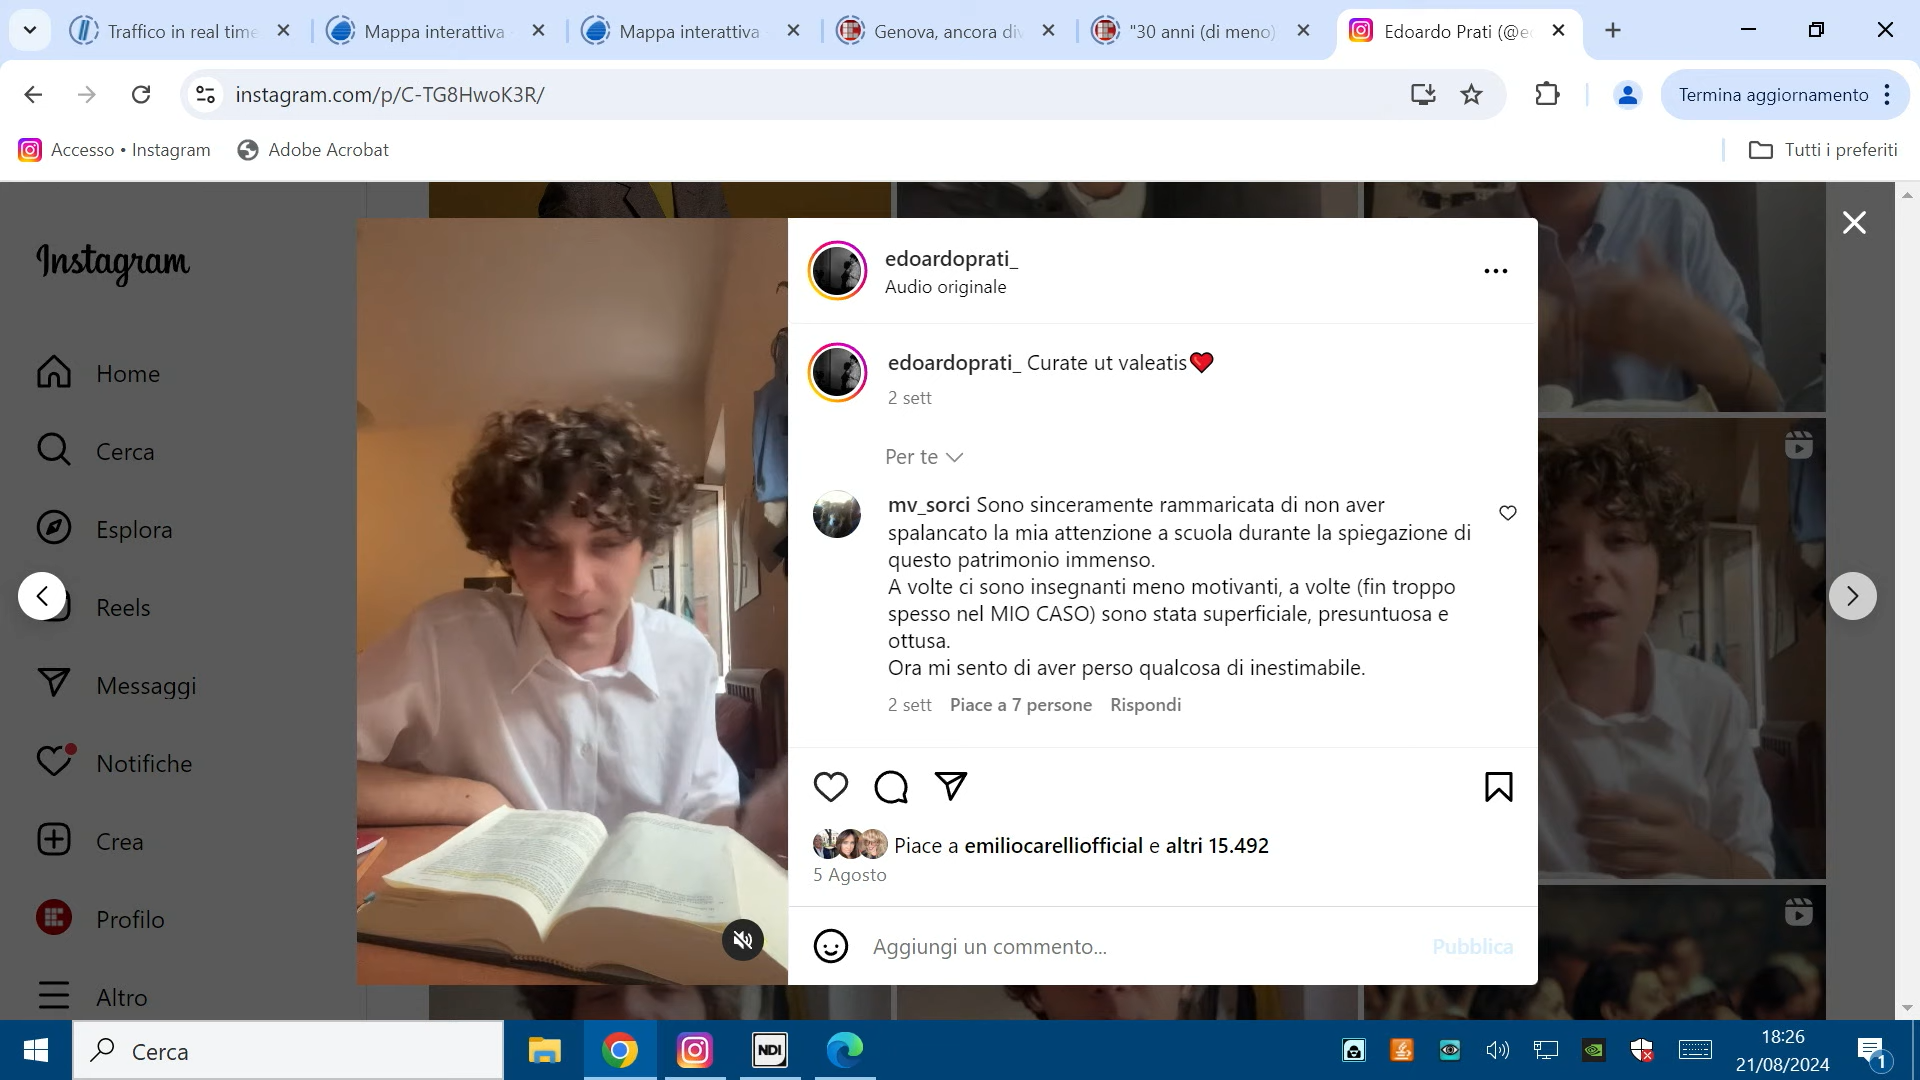 Traffico in real time
Mappa interattiva
Mappa interattiva
Genova, ancora div
"30 anni (di meno)
Edoardo Prati (@e
instagram.com/p/C-TG8HwoK3R/
Termina aggiornamento
Accesso • Instagram
Adobe Acrobat
Tutti i preferiti
Instagram
Home
Cerca
Esplora
Reels
Messaggi
Notifiche
Crea
Profilo
Altro
edoardoprati_
Audio originale
edoardoprati_ Curate ut valeatis❤️
2 sett
Per te
mv_sorci Sono sinceramente rammaricata di non aver
spalancato la mia attenzione a scuola durante la spiegazione di
questo patrimonio immenso.
A volte ci sono insegnanti meno motivanti, a volte (fin troppo
spesso nel MIO CASO) sono stata superficiale, presuntuosa e
ottusa.
Ora mi sento di aver perso qualcosa di inestimabile.
2 sett Piace a 7 persone Rispondi
Piace a emiliocarelliofficial e altri 15.492
5 Agosto
Aggiungi un commento...
Pubblica
Cerca
NDI
18:26
21/08/2024
1